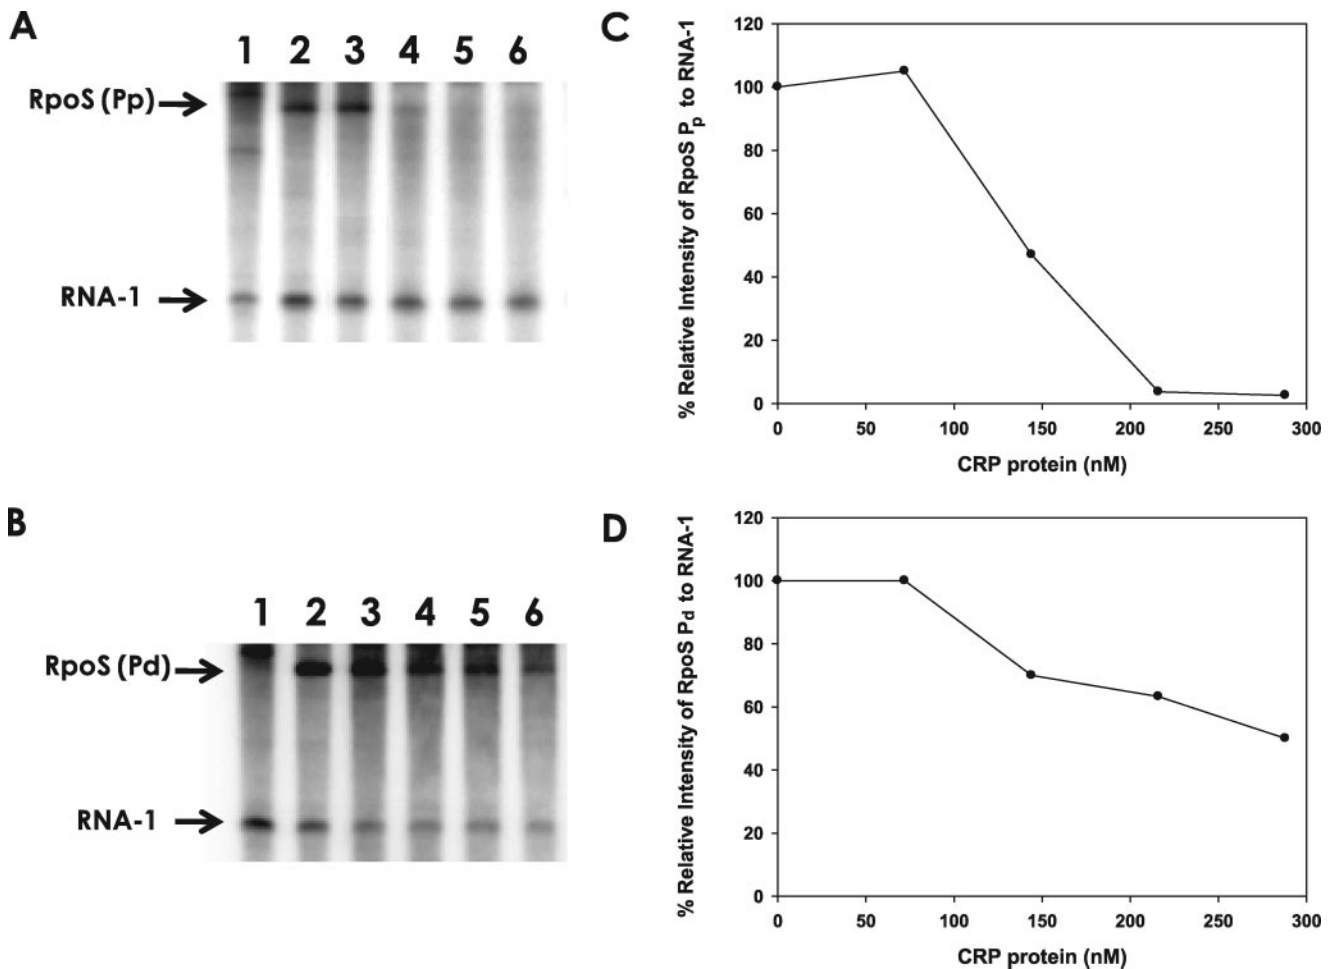 A
1 2 3 4 5 6
RpoS (Pp)
RNA-1
B
1 2 3 4 5 6
RpoS (Pd)
RNA-1
C
% Relative Intensity of RpoS Pp to RNA-1
120
100
80
60
40
20
0
0 50 100 150 200 250 300
CRP protein (nM)
D
% Relative Intensity of RpoS Pd to RNA-1
120
100
80
60
40
20
0
0 50 100 150 200 250 300
CRP protein (nM)